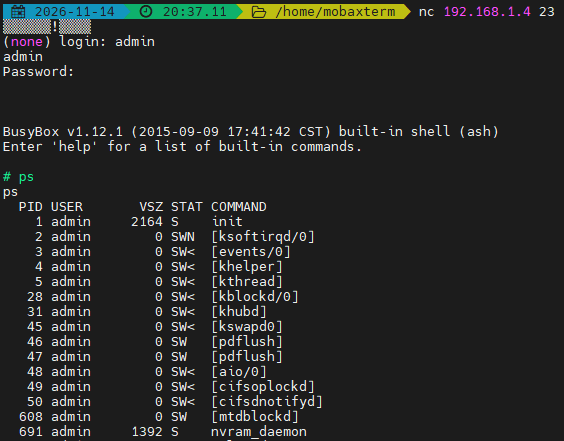 2026-11-14 20:37.11 /home/mobaxterm nc 192.168.1.4 23
!
(none) login: admin
admin
Password:
BusyBox v1.12.1 (2015-09-09 17:41:42 CST) built-in shell (ash)
Enter 'help' for a list of built-in commands.
# ps
ps
PID USER VSZ STAT COMMAND
1 admin 2164 S init
2 admin 0 SWN [ksoftirqd/0]
3 admin 0 SW< [events/0]
4 admin 0 SW< [khelper]
5 admin 0 SW< [kthread]
28 admin 0 SW< [kblockd/0]
31 admin 0 SW< [khubd]
45 admin 0 SW< [kswapd0]
46 admin 0 SW [pdflush]
47 admin 0 SW [pdflush]
48 admin 0 SW< [aio/0]
49 admin 0 SW< [cifsoplockd]
50 admin 0 SW< [cifsdnotifyd]
608 admin 0 SW [mtdblockd]
691 admin 1392 S nvram_daemon